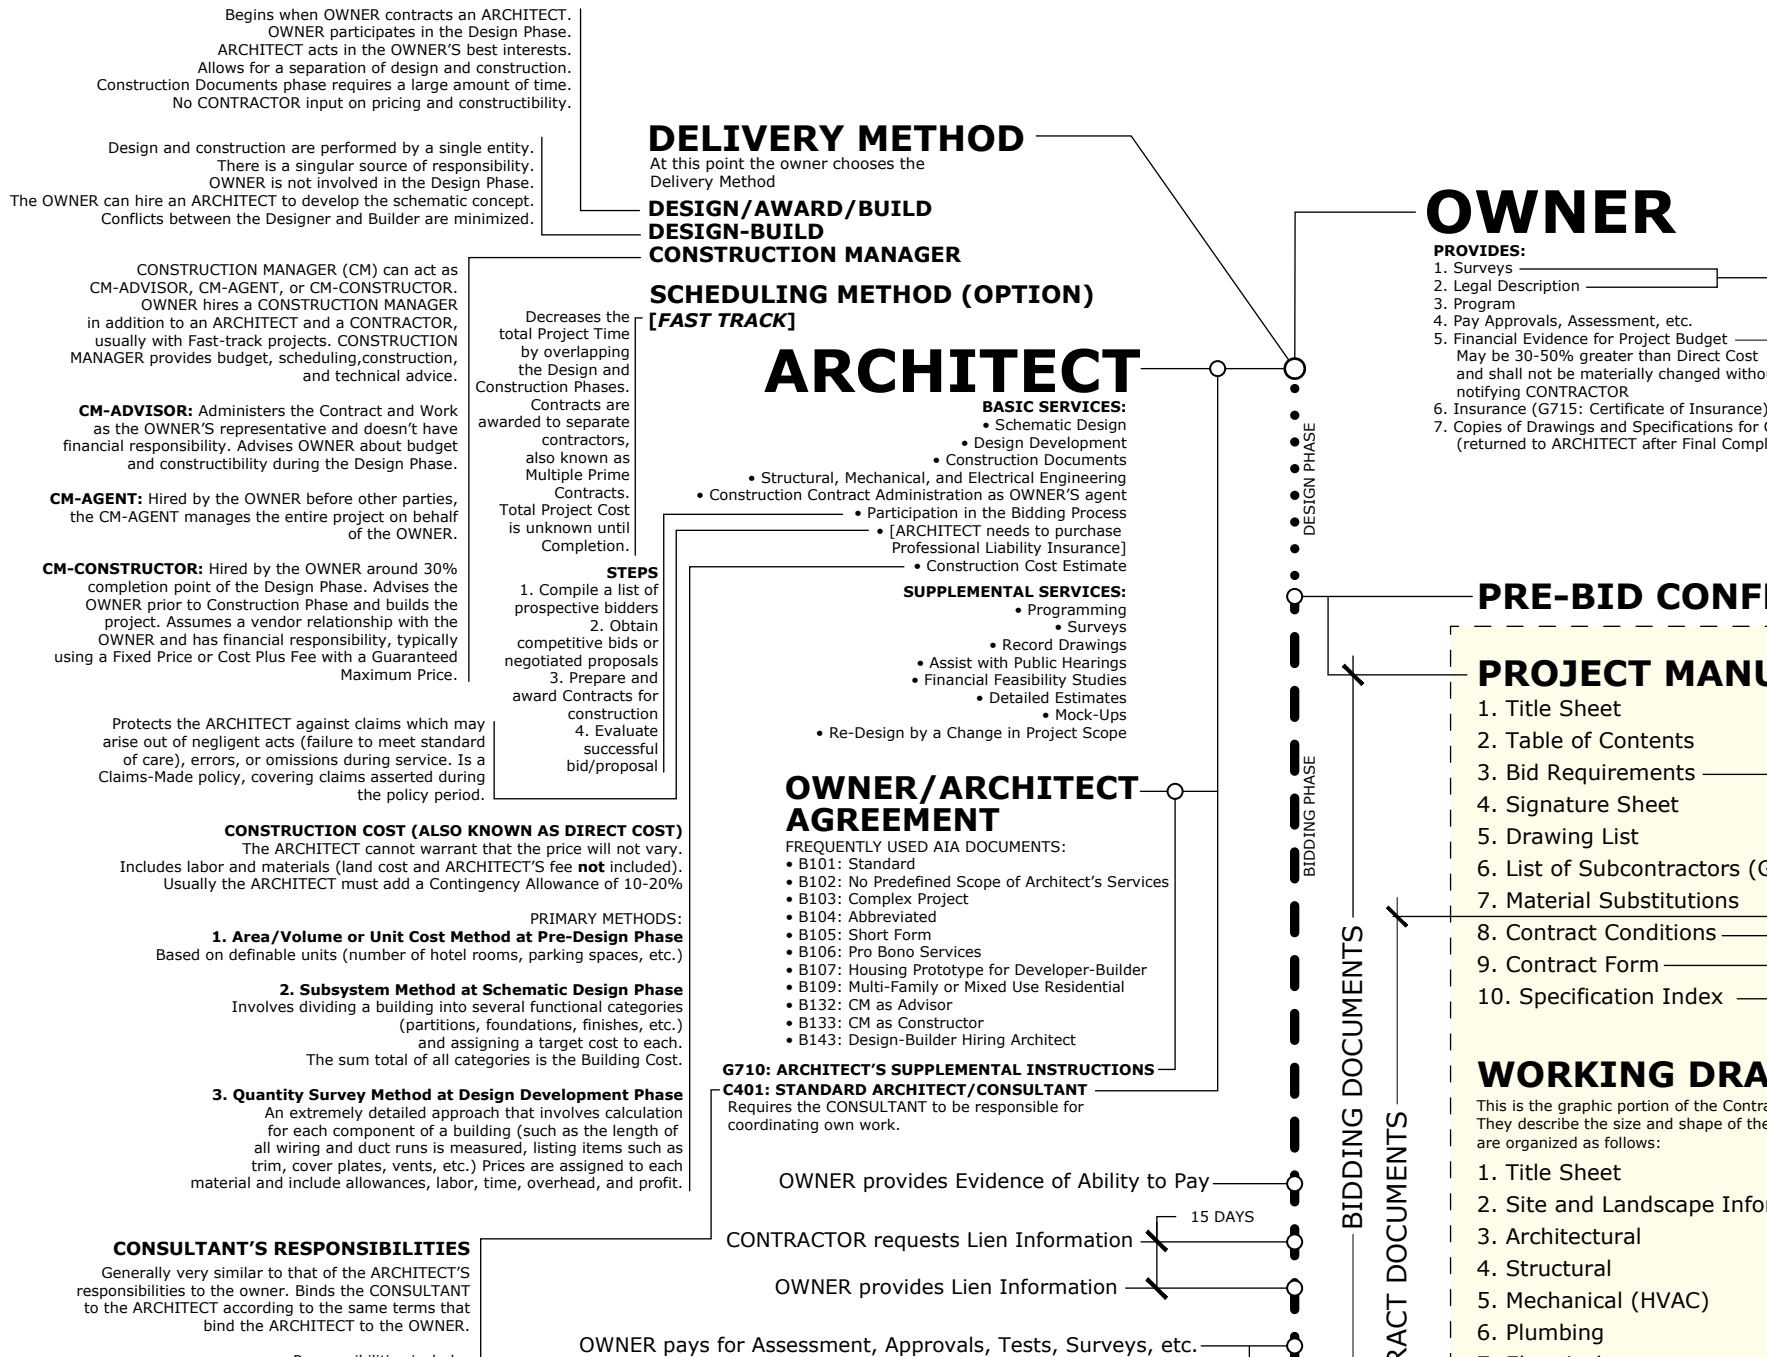 Begins when OWNER contracts an ARCHITECT.
OWNER participates in the Design Phase.
ARCHITECT acts in the OWNER'S best interests.
Allows for a separation of design and construction.
Construction Documents phase requires a large amount of time.
No CONTRACTOR input on pricing and constructibility.
Design and construction are performed by a single entity.
There is a singular source of responsibility.
OWNER is not involved in the Design Phase.
The OWNER can hire an ARCHITECT to develop the schematic concept.
Conflicts between the Designer and Builder are minimized.
CONSTRUCTION MANAGER (CM) can act as
CM-ADVISOR, CM-AGENT, or CM-CONSTRUCTOR.
OWNER hires a CONSTRUCTION MANAGER
in addition to an ARCHITECT and a CONTRACTOR,
usually with Fast-track projects. CONSTRUCTION
MANAGER provides budget, scheduling,construction,
and technical advice.
CM-ADVISOR: Administers the Contract and Work
as the OWNER'S representative and doesn't have
financial responsibility. Advises OWNER about budget
and constructibility during the Design Phase.
CM-AGENT: Hired by the OWNER before other parties,
the CM-AGENT manages the entire project on behalf
of the OWNER.
CM-CONSTRUCTOR: Hired by the OWNER around 30%
completion point of the Design Phase. Advises the
OWNER prior to Construction Phase and builds the
project. Assumes a vendor relationship with the
OWNER and has financial responsibility, typically
using a Fixed Price or Cost Plus Fee with a Guaranteed
Maximum Price.
DELIVERY METHOD
At this point the owner chooses the
Delivery Method
DESIGN/AWARD/BUILD
DESIGN-BUILD
CONSTRUCTION MANAGER
SCHEDULING METHOD (OPTION)
[FAST TRACK]
Decreases the
total Project Time
by overlapping
the Design and
Construction Phases.
Contracts are
awarded to separate
contractors,
also known as
Multiple Prime
Contracts.
Total Project Cost
is unknown until
Completion.
ARCHITECT
BASIC SERVICES:
• Schematic Design
• Design Development
• Construction Documents
• Structural, Mechanical, and Electrical Engineering
• Construction Contract Administration as OWNER'S agent
• Participation in the Bidding Process
• [ARCHITECT needs to purchase
Professional Liability Insurance]
• Construction Cost Estimate
SUPPLEMENTAL SERVICES:
• Programming
• Surveys
• Record Drawings
• Assist with Public Hearings
• Financial Feasibility Studies
• Detailed Estimates
• Mock-Ups
• Re-Design by a Change in Project Scope
STEPS
1. Compile a list of
prospective bidders
2. Obtain
competitive bids or
negotiated proposals
3. Prepare and
award Contracts for
construction
4. Evaluate
successful
bid/proposal
Protects the ARCHITECT against claims which may
arise out of negligent acts (failure to meet standard
of care), errors, or omissions during service. Is a
Claims-Made policy, covering claims asserted during
the policy period.
CONSTRUCTION COST (ALSO KNOWN AS DIRECT COST)
The ARCHITECT cannot warrant that the price will not vary.
Includes labor and materials (land cost and ARCHITECT'S fee not included).
Usually the ARCHITECT must add a Contingency Allowance of 10-20%
PRIMARY METHODS:
1. Area/Volume or Unit Cost Method at Pre-Design Phase
Based on definable units (number of hotel rooms, parking spaces, etc.)
2. Subsystem Method at Schematic Design Phase
Involves dividing a building into several functional categories
(partitions, foundations, finishes, etc.)
and assigning a target cost to each.
The sum total of all categories is the Building Cost.
3. Quantity Survey Method at Design Development Phase
An extremely detailed approach that involves calculation
for each component of a building (such as the length of
all wiring and duct runs is measured, listing items such as
trim, cover plates, vents, etc.) Prices are assigned to each
material and include allowances, labor, time, overhead, and profit.
OWNER/ARCHITECT
AGREEMENT
FREQUENTLY USED AIA DOCUMENTS:
• B101: Standard
• B102: No Predefined Scope of Architect's Services
• B103: Complex Project
• B104: Abbreviated
• B105: Short Form
• B106: Pro Bono Services
• B107: Housing Prototype for Developer-Builder
• B109: Multi-Family or Mixed Use Residential
• B132: CM as Advisor
• B133: CM as Constructor
• B143: Design-Builder Hiring Architect
G710: ARCHITECT'S SUPPLEMENTAL INSTRUCTIONS
C401: STANDARD ARCHITECT/CONSULTANT
Requires the CONSULTANT to be responsible for
coordinating own work.
CONSULTANT'S RESPONSIBILITIES
Generally very similar to that of the ARCHITECT'S
responsibilities to the owner. Binds the CONSULTANT
to the ARCHITECT according to the same terms that
bind the ARCHITECT to the OWNER.
OWNER provides Evidence of Ability to Pay
15 DAYS
CONTRACTOR requests Lien Information
OWNER provides Lien Information
OWNER pays for Assessment, Approvals, Tests, Surveys, etc.
DESIGN PHASE
BIDDING PHASE
BIDDING DOCUMENTS
RACT DOCUMENTS
OWNER
PROVIDES:
1. Surveys
2. Legal Description
3. Program
4. Pay Approvals, Assessment, etc.
5. Financial Evidence for Project Budget
May be 30-50% greater than Direct Cost
and shall not be materially changed withou
notifying CONTRACTOR
6. Insurance (G715: Certificate of Insurance)
7. Copies of Drawings and Specifications for
(returned to ARCHITECT after Final Compl
PRE-BID CONF
PROJECT MANU
1. Title Sheet
2. Table of Contents
3. Bid Requirements
4. Signature Sheet
5. Drawing List
6. List of Subcontractors (G
7. Material Substitutions
8. Contract Conditions
9. Contract Form
10. Specification Index
WORKING DRA
This is the graphic portion of the Contra
They describe the size and shape of the
are organized as follows:
1. Title Sheet
2. Site and Landscape Infor
3. Architectural
4. Structural
5. Mechanical (HVAC)
6. Plumbing